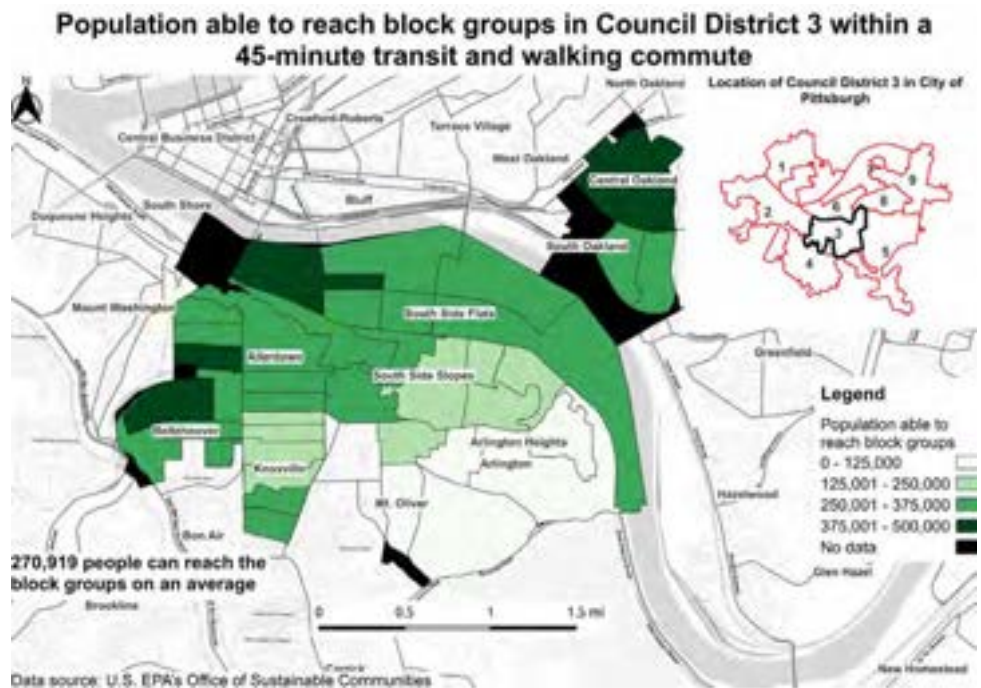 Population able to reach block groups in Council District 3 within a
45-minute transit and walking commute
N
North Oakland
Location of Council District 3 in City of
Pittsburgh
Crawford-Roberts
Central Business District
Terrace Village
West Oakland
Central Oakland
Bluff
South Shore
Duquesne Heights
South Oakland
1
7
9
8
6
2
3
5
4
Mount Washington
South Side Flats
Allentown
Greenfield
South Side Slopes
Legend
Beltzhoover
Arlington Heights
Arlington
Knoxville
Population able to
reach block groups
0 - 125,000
125,001 - 250,000
250,001 - 375,000
375,001 - 500,000
No data
Hazelwood
Mt. Oliver
Bon Air
270,919 people can reach the
block groups on an average
Glen Hazel
Brookline
0 0.5 1 1.5 mi
New Homestead
Data source: U.S. EPA's Office of Sustainable Communities